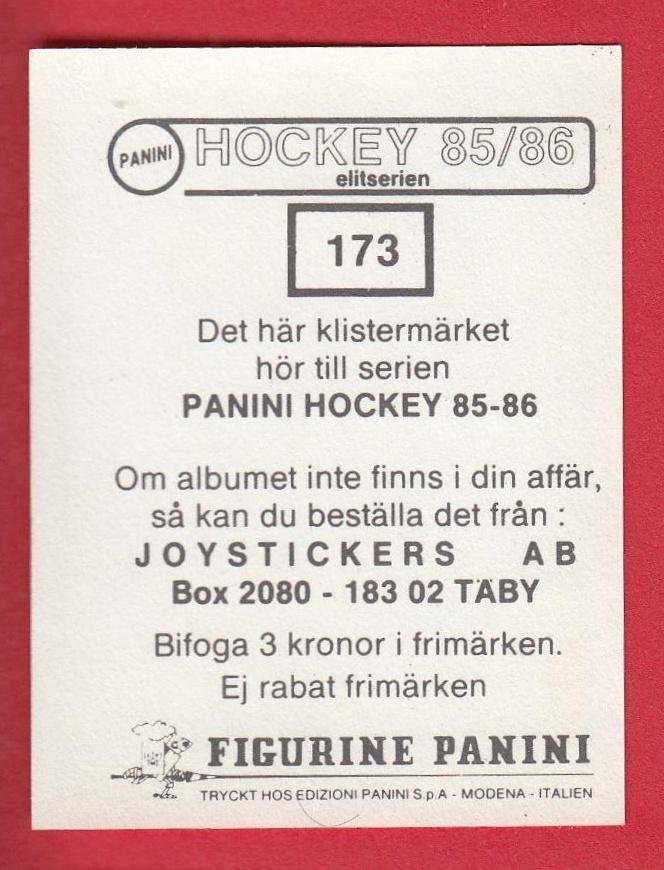 PANINI
HOCKEY 85/86
elitserien
173
Det här klistermärket
hör till serien
PANINI HOCKEY 85-86
Om albumet inte finns i din affär,
så kan du beställa det från :
JOYSTICKERS AB
Box 2080 - 183 02 TÄBY
Bifoga 3 kronor i frimärken.
Ej rabat frimärken
FIGURINE PANINI
TRYCKT HOS EDIZIONI PANINI S.p.A - MODENA - ITALIEN